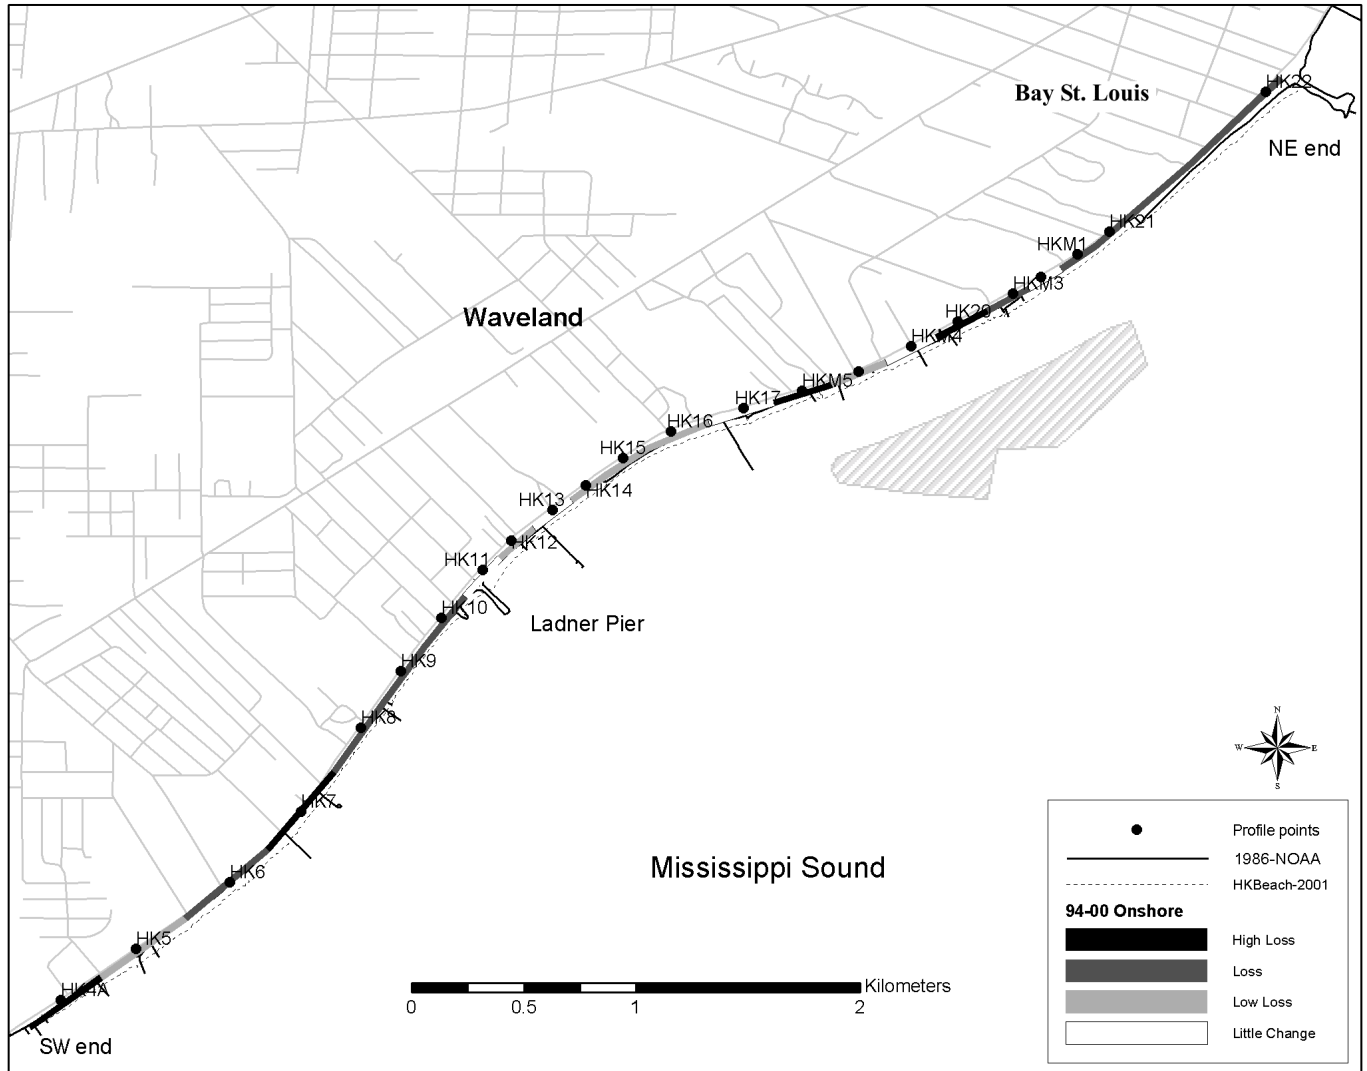 HK22
Bay St. Louis
NE end
HK21
HKM1
HKM3
HK20
Waveland
HKM4
HKM5
HK17
HK16
HK15
HK14
HK13
HK12
HK11
HK10
Ladner Pier
HK9
HK8
HK7
HK6
HK5
HK4A
SW end
Mississippi Sound
N
W
E
S
Kilometers
0
0.5
1
2
Profile points
1986-NOAA
HKBeach-2001
94-00 Onshore
High Loss
Loss
Low Loss
Little Change